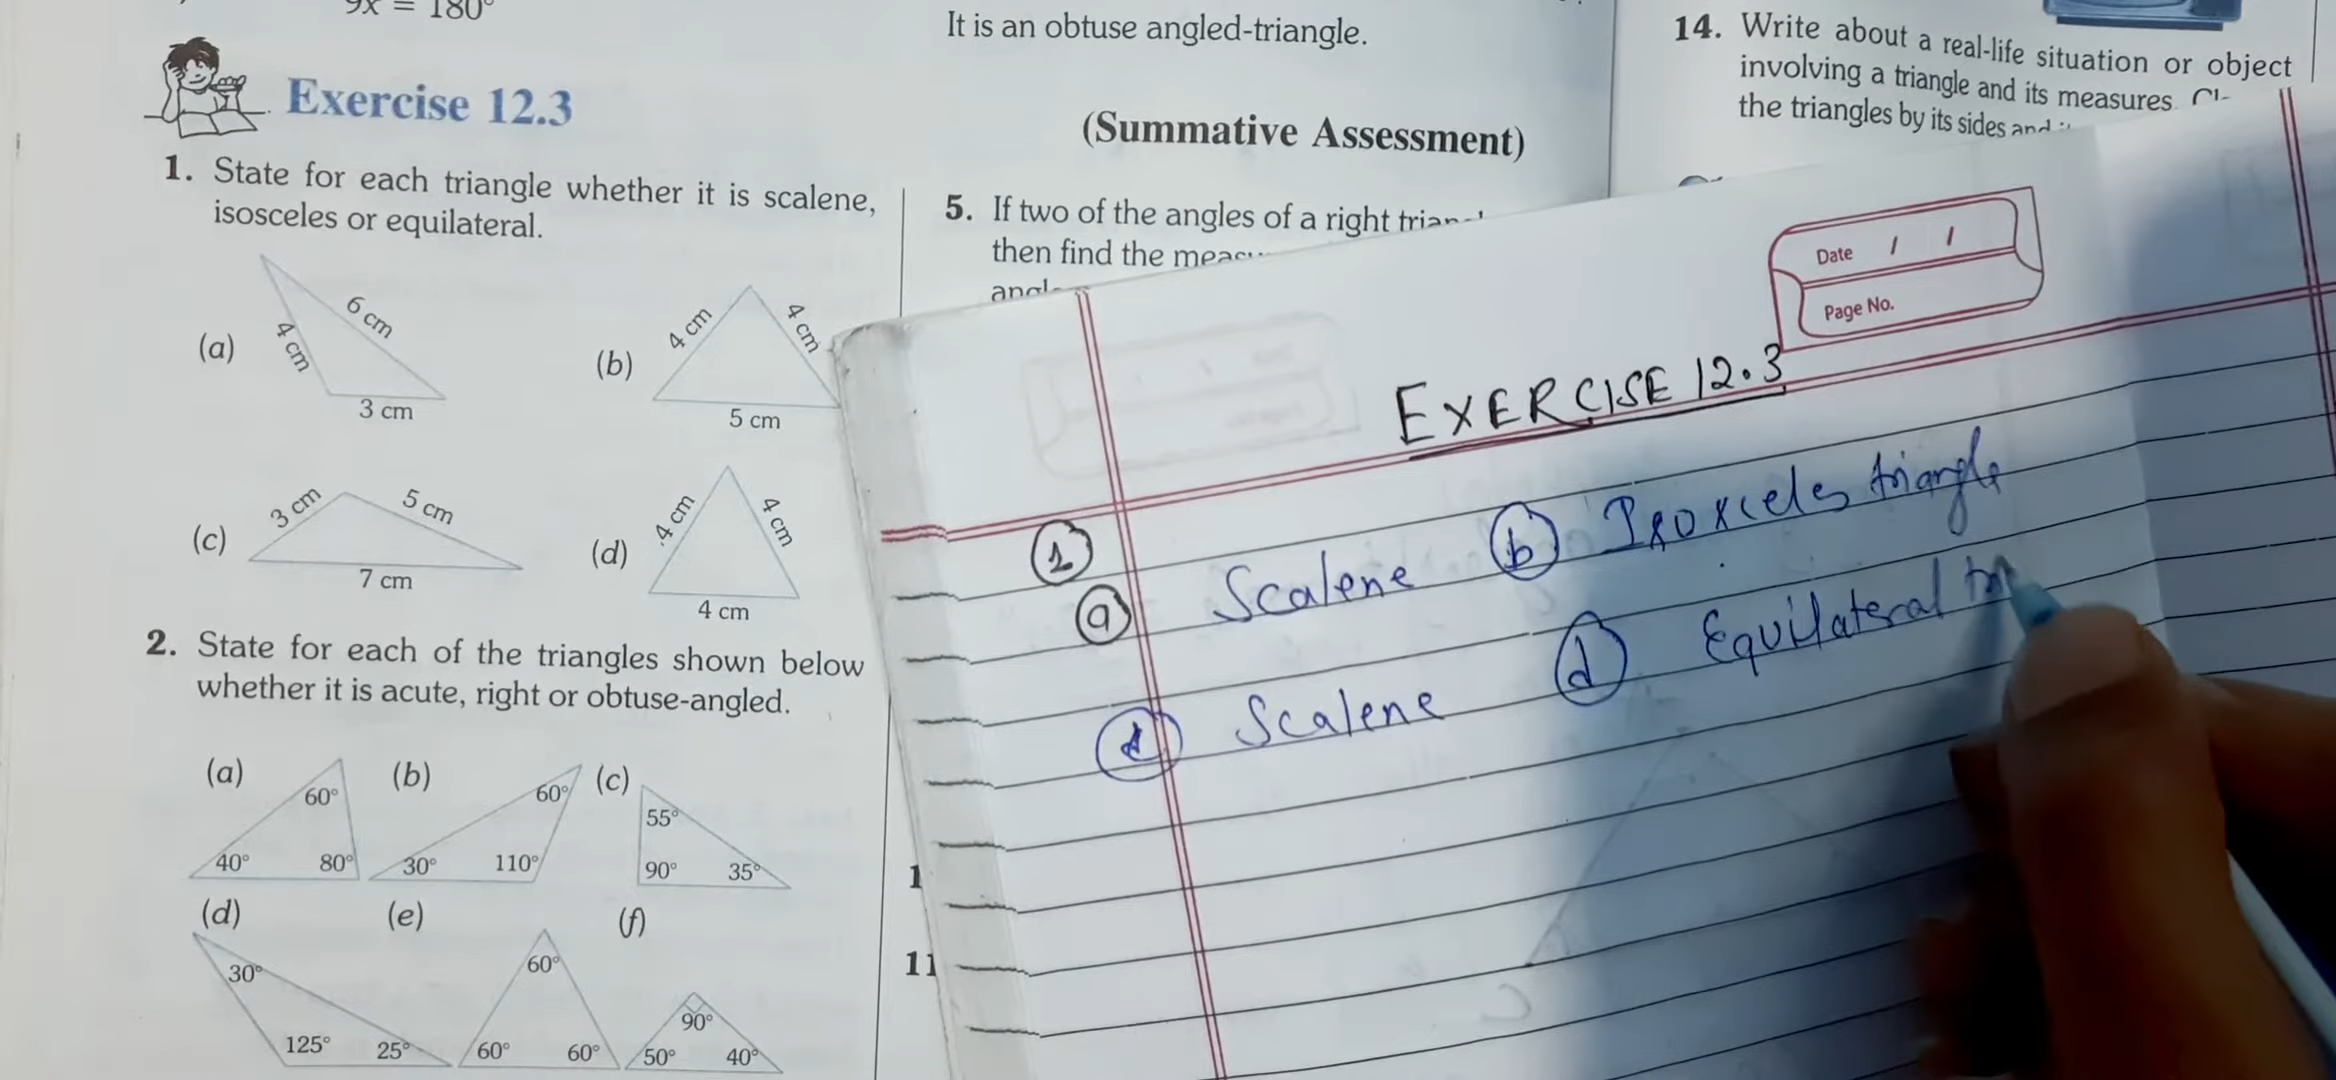 9x = 180°
Exercise 12.3
1. State for each triangle whether it is scalene,
isosceles or equilateral.
(a) 4 cm 6 cm 3 cm
(b) 4 cm 4 cm 5 cm
(c) 3 cm 5 cm 7 cm
(d) 4 cm 4 cm 4 cm
2. State for each of the triangles shown below
whether it is acute, right or obtuse-angled.
(a) 60° 40° 80°
(b) 60° 30° 110°
(c) 55° 90° 35°
(d) 30° 125° 25°
(e) 60° 60° 60°
(f) 90° 50° 40°
It is an obtuse angled-triangle.
(Summative Assessment)
5. If two of the angles of a right
then find the
1
11
14. Write about a real-life situation or object
involving a triangle and its measures.
the triangles by its sides and
Date / /
Page No.
EXERCISE 12.3
1
a Scalene b Isosceles triangle
Scalene d Equilateral